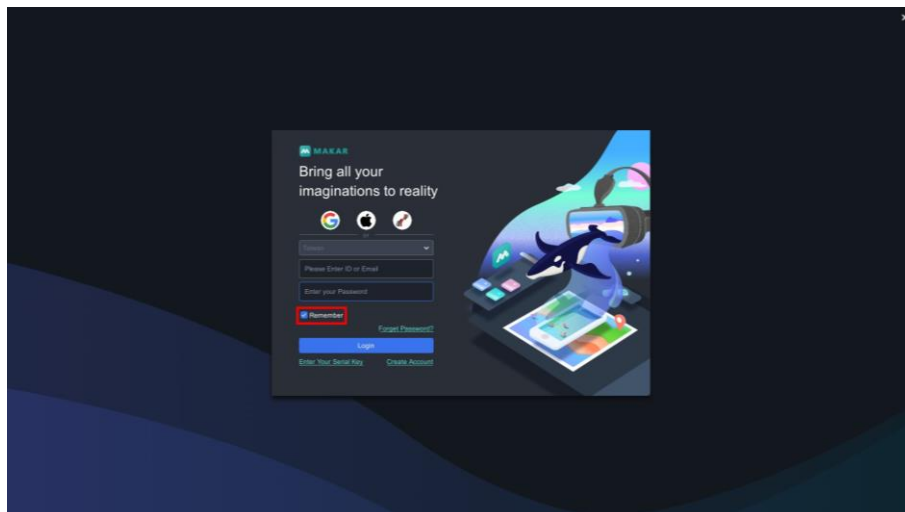 MAKAR
Bring all your
imaginations to reality
or
Please Enter ID or Email
Enter your Password
Remember
Forget Password?
Login
Enter Your Serial Key Create Account